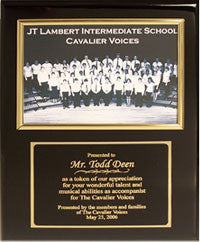 JT LAMBERT INTERMEDIATE SCHOOL
CAVALIER VOICES
Presented to
Mr. Todd Deen
as a token of our appreciation
for your wonderful talent and
musical abilities as accompanist
for The Cavalier Voices
Presented by the members and families
of The Cavalier Voices
May 25, 2006